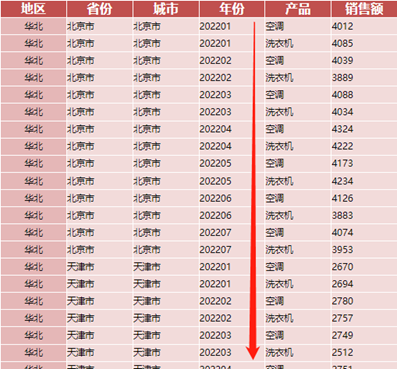 地区 省份 城市 年份 产品 销售额
华北 北京市 北京市 202201 空调 4012
华北 北京市 北京市 202201 洗衣机 4085
华北 北京市 北京市 202202 空调 4039
华北 北京市 北京市 202202 洗衣机 3889
华北 北京市 北京市 202203 空调 4088
华北 北京市 北京市 202203 洗衣机 4034
华北 北京市 北京市 202204 空调 4324
华北 北京市 北京市 202204 洗衣机 4222
华北 北京市 北京市 202205 空调 4173
华北 北京市 北京市 202205 洗衣机 4234
华北 北京市 北京市 202206 空调 4126
华北 北京市 北京市 202206 洗衣机 3883
华北 北京市 北京市 202207 空调 4074
华北 北京市 北京市 202207 洗衣机 3953
华北 天津市 天津市 202201 空调 2670
华北 天津市 天津市 202201 洗衣机 2694
华北 天津市 天津市 202202 空调 2780
华北 天津市 天津市 202202 洗衣机 2757
华北 天津市 天津市 202203 空调 2749
华北 天津市 天津市 202203 洗衣机 2512